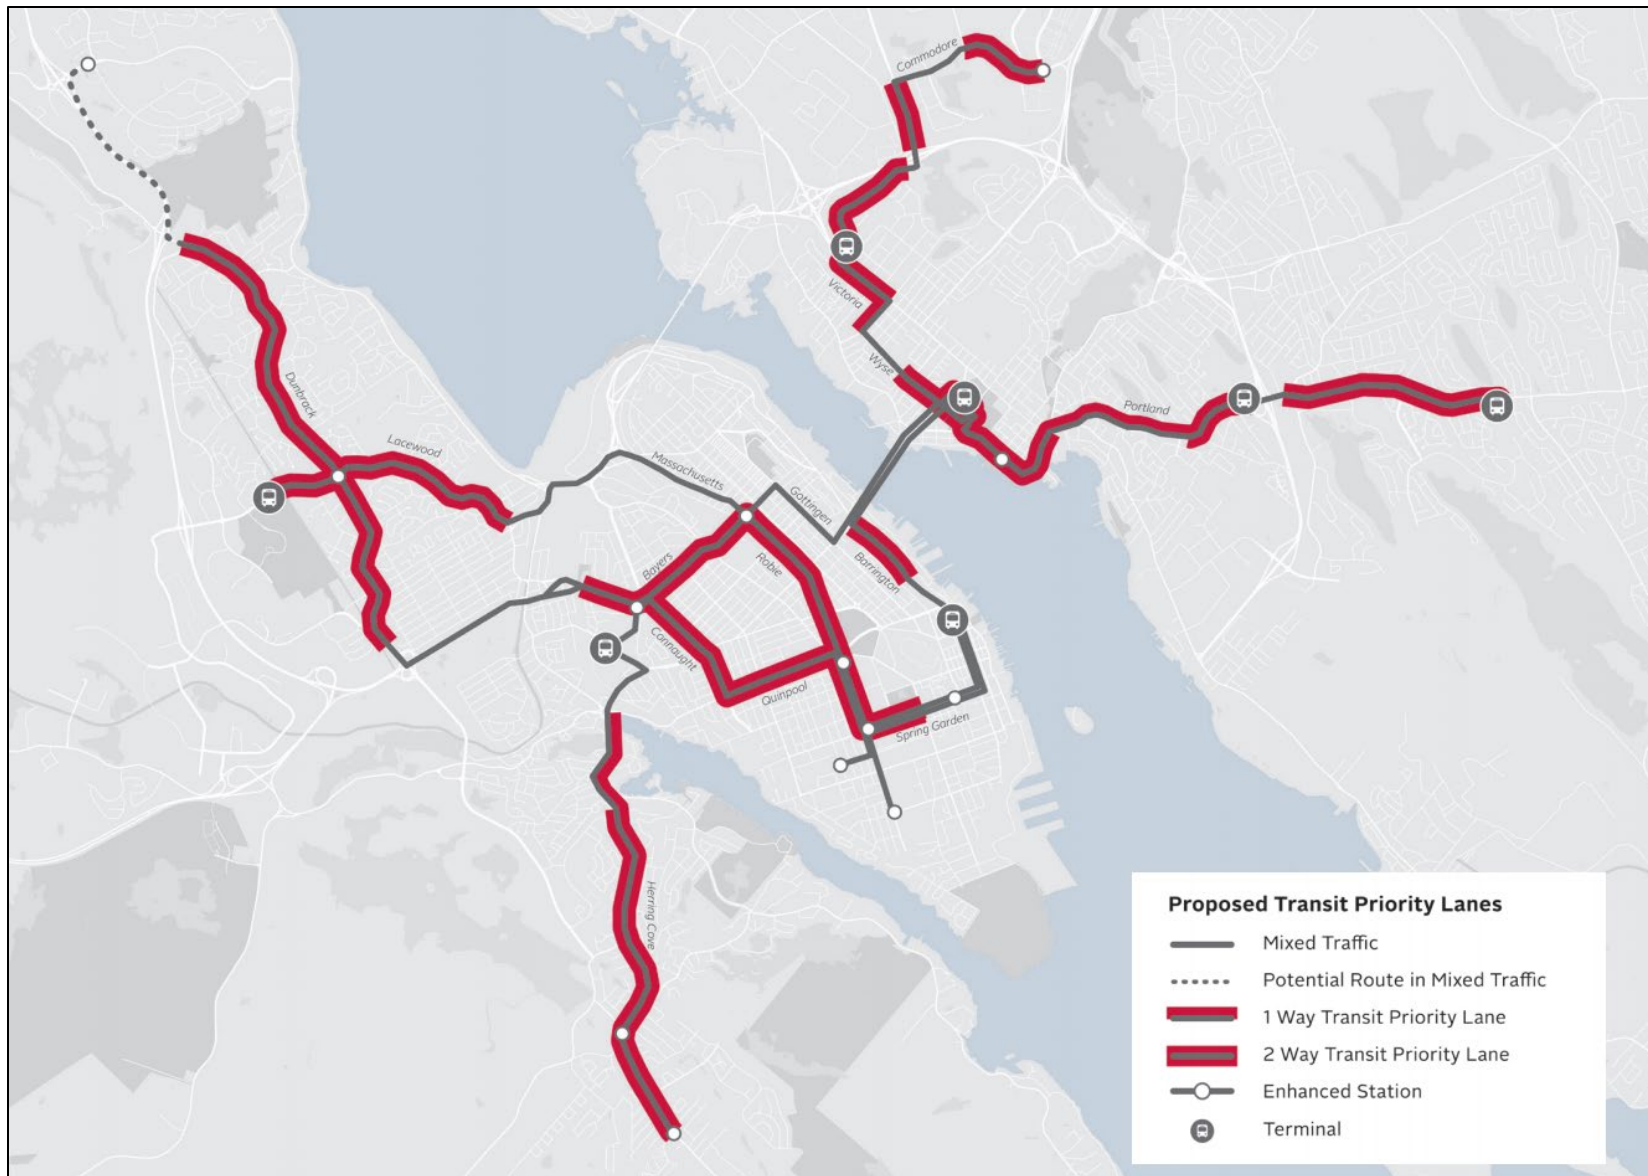 Commodore
Victoria
Wyse
Portland
Dunbrack
Lacewood
Massachusetts
Gottingen
Barrington
Bayers
Robie
Connaught
Quinpool
Spring Garden
Herring Cove
Proposed Transit Priority Lanes
Mixed Traffic
Potential Route in Mixed Traffic
1 Way Transit Priority Lane
2 Way Transit Priority Lane
Enhanced Station
Terminal